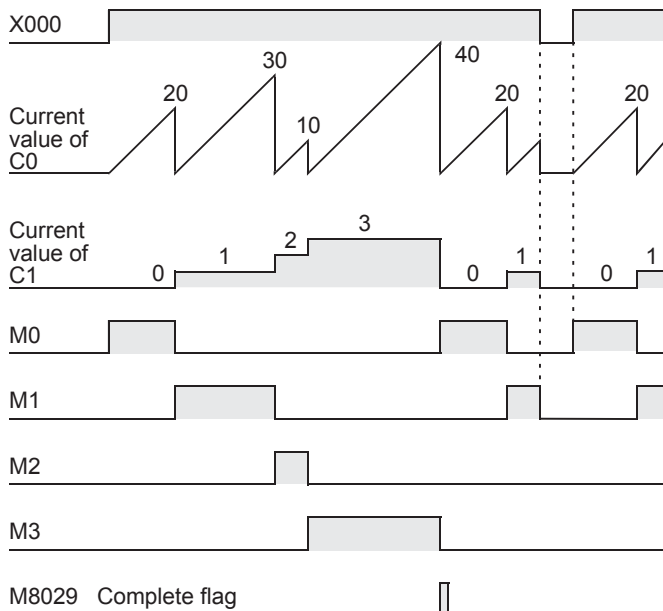 X000
30
40
20
20
20
10
Current
value of
C0
Current
value of
C1
0
1
2
3
0
1
0
1
M0
M1
M2
M3
M8029 Complete flag